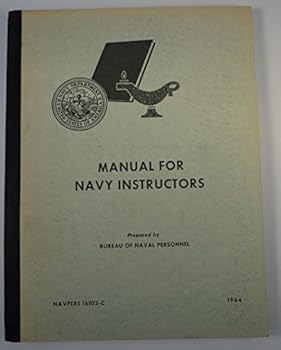 MANUAL FOR
NAVY INSTRUCTORS
Prepared by
BUREAU OF NAVAL PERSONNEL
NAVPERS 16103-C
1964